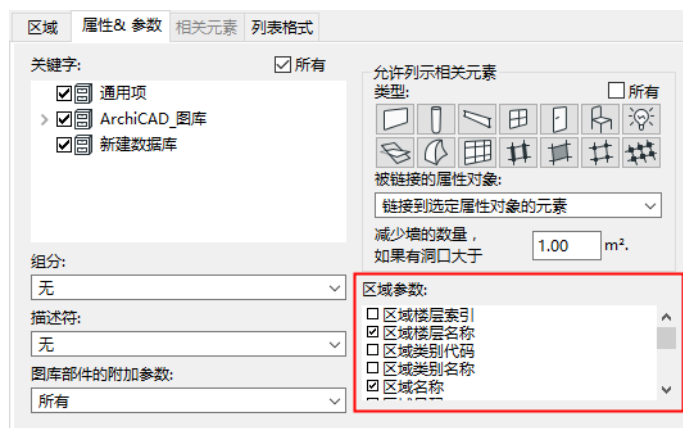 区域 属性& 参数 相关元素 列表格式
关键字: 所有
通用项
ArchiCAD_图库
新建数据库
组分:
无
描述符:
无
图库部件的附加参数:
所有
允许列示相关元素
类型: 所有
被链接的属性对象:
链接到选定属性对象的元素
减少墙的数量，
如果有洞口大于 1.00 m².
区域参数:
区域楼层索引
区域楼层名称
区域类别代码
区域类别名称
区域名称